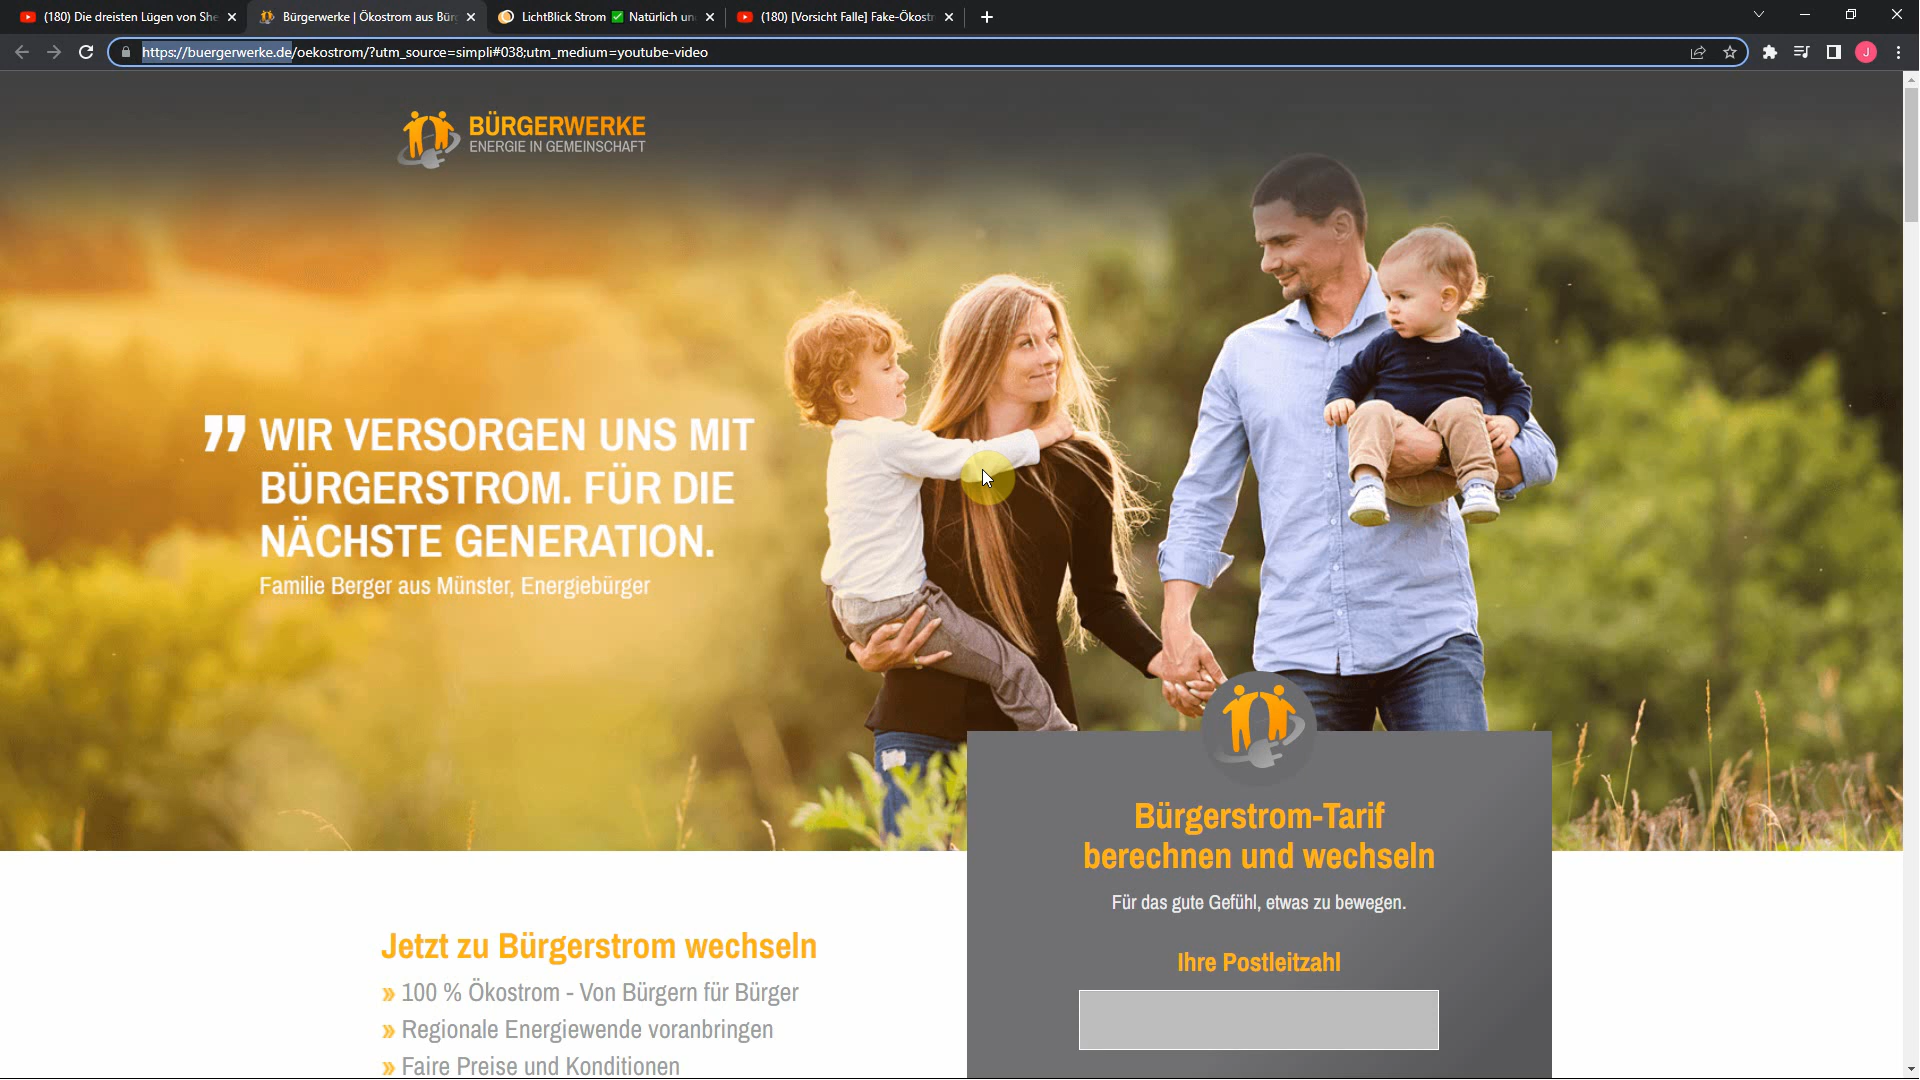 (180) Die dreisten Lügen von She
Bürgerwerke | Ökostrom aus Bür
LichtBlick Strom ✅ Natürlich un
(180) [Vorsicht Falle] Fake-Ökostr
https://buergerwerke.de/oekostrom/?utm_source=simpli#038;utm_medium=youtube-video
J
BÜRGERWERKE
ENERGIE IN GEMEINSCHAFT
” WIR VERSORGEN UNS MIT
BÜRGERSTROM. FÜR DIE
NÄCHSTE GENERATION.
Familie Berger aus Münster, Energiebürger
Bürgerstrom-Tarif
berechnen und wechseln
Für das gute Gefühl, etwas zu bewegen.
Ihre Postleitzahl
Jetzt zu Bürgerstrom wechseln
» 100 % Ökostrom - Von Bürgern für Bürger
» Regionale Energiewende voranbringen
» Faire Preise und Konditionen